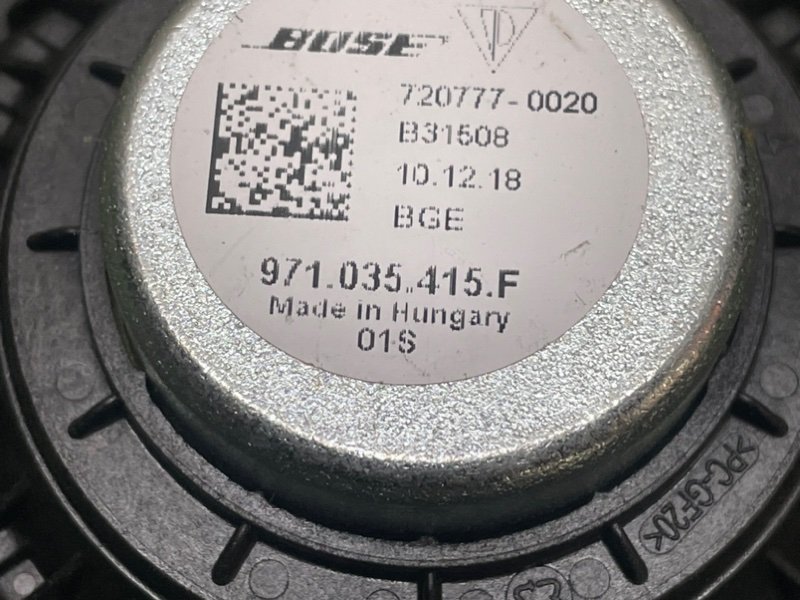 BOSE
720777-0020
B31508
10.12.18
BGE
971.035.415.F
Made in Hungary
01S
>PC-GF20<